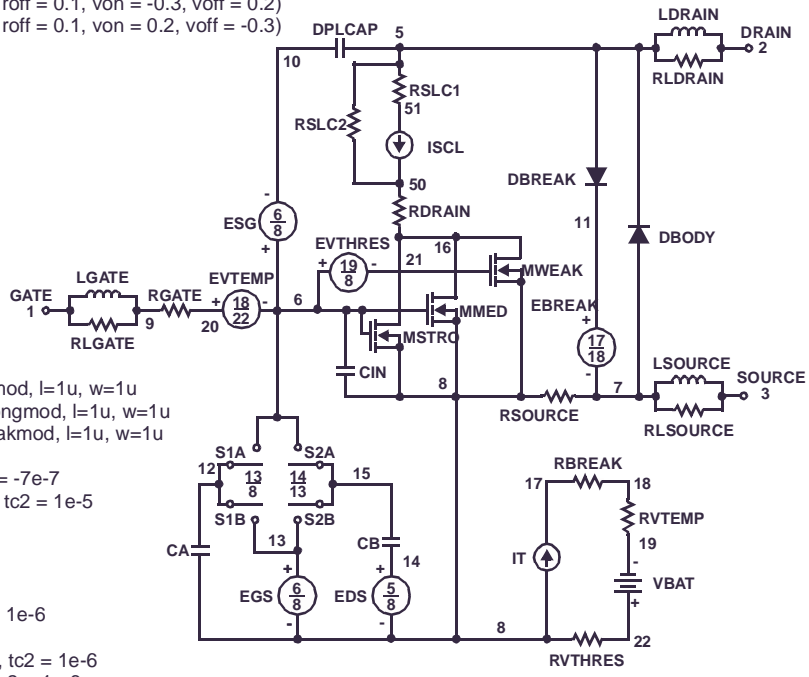 roff = 0.1, von = -0.3, voff = 0.2)
roff = 0.1, von = 0.2, voff = -0.3)
LDRAIN
DPLCAP 5 DRAIN
2
10
RLDRAIN
RSLC1
51
RSLC2
ISCL
50
DBREAK
-
RDRAIN
ESG 6
8
11
DBODY
+
EVTHRES 16
+ 19 - 21
8
MWEAK
LGATE
EVTEMP
GATE RGATE + 18 - 6
22
MMED
EBREAK
1
9 20
+
RLGATE
MSTRO
17
18
LSOURCE
-
CIN
8 7 SOURCE
3
mod, l=1u, w=1u
ongmod, l=1u, w=1u
RSOURCE
RLSOURCE
akmod, l=1u, w=1u
S1A S2A
12 13
8
14
13
15
RBREAK
= -7e-7
17 18
, tc2 = 1e-5
S1B S2B
RVTEMP
13
CA
CB
19
IT
14
-
+ +
VBAT
EGS 6
8
EDS 5
8
+
1e-6
- -
8
22
, tc2 = 1e-6
RVTHRES